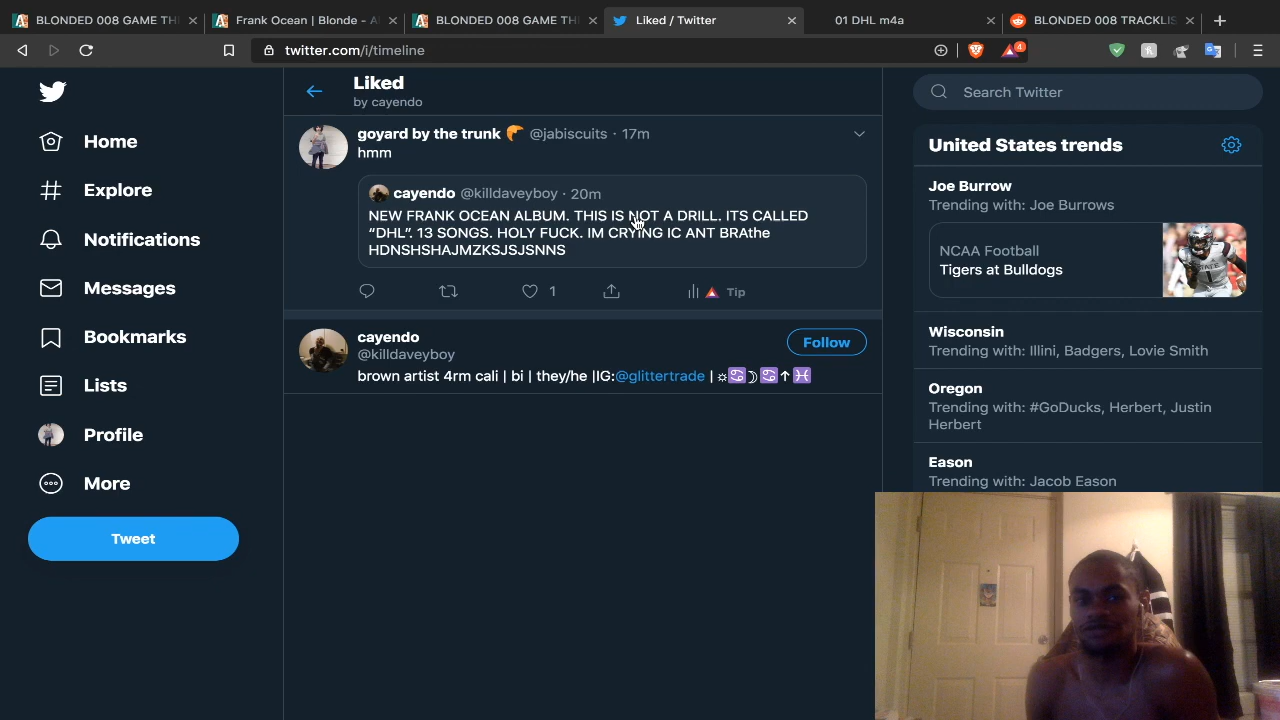 BLONDED 008 GAME TH
Frank Ocean | Blonde - A
BLONDED 008 GAME TH
Liked / Twitter
01 DHL m4a
BLONDED 008 TRACKLIS
twitter.com/i/timeline
4
Home
Explore
Notifications
Messages
Bookmarks
Lists
Profile
More
Tweet
Liked
by cayendo
goyard by the trunk 🥐 @jabiscuits · 17m
hmm
cayendo @killdaveyboy · 20m
NEW FRANK OCEAN ALBUM. THIS IS NOT A DRILL. ITS CALLED
“DHL”. 13 SONGS. HOLY FUCK. IM CRYING IC ANT BRAthe
HDNSHSHAJMZKSJSJSNNS
1
Tip
cayendo
@killdaveyboy
Follow
brown artist 4rm cali | bi | they/he |IG:@glittertrade | ☼♋☽♋↑♓
Search Twitter
United States trends
Joe Burrow
Trending with: Joe Burrows
NCAA Football
Tigers at Bulldogs
Wisconsin
Trending with: Illini, Badgers, Lovie Smith
Oregon
Trending with: #GoDucks, Herbert, Justin
Herbert
Eason
Trending with: Jacob Eason